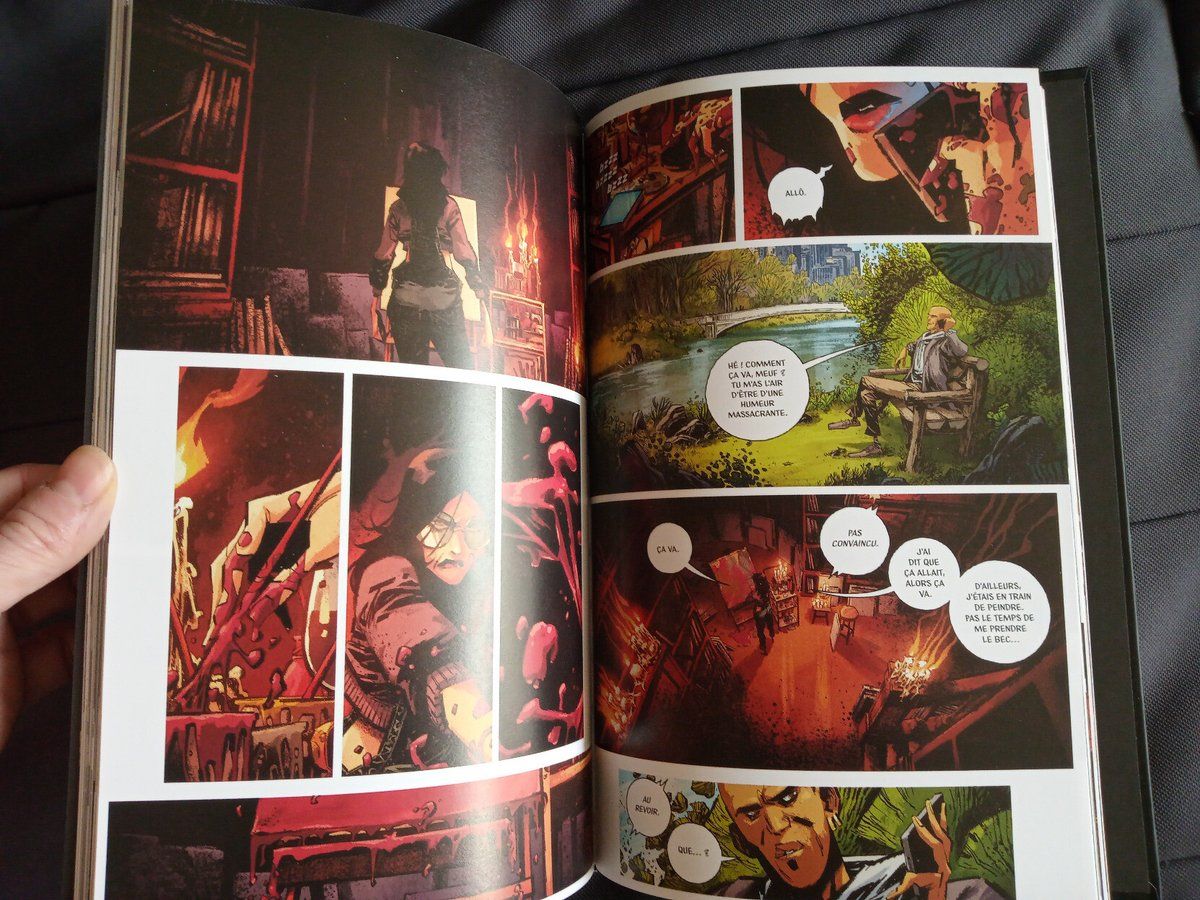 BZZZ
BZZZ
ALLÔ.
HÉ ! COMMENT
ÇA VA, MEUF ?
TU M'AS L'AIR
D'ÊTRE D'UNE
HUMEUR
MASSACRANTE.
ÇA VA.
PAS
CONVAINCU.
J'AI
DIT QUE
ÇA ALLAIT,
ALORS ÇA
VA.
D'AILLEURS,
J'ÉTAIS EN TRAIN
DE PEINDRE.
PAS LE TEMPS DE
ME PRENDRE
LE BEC...
AU
REVOIR.
QUE... ?